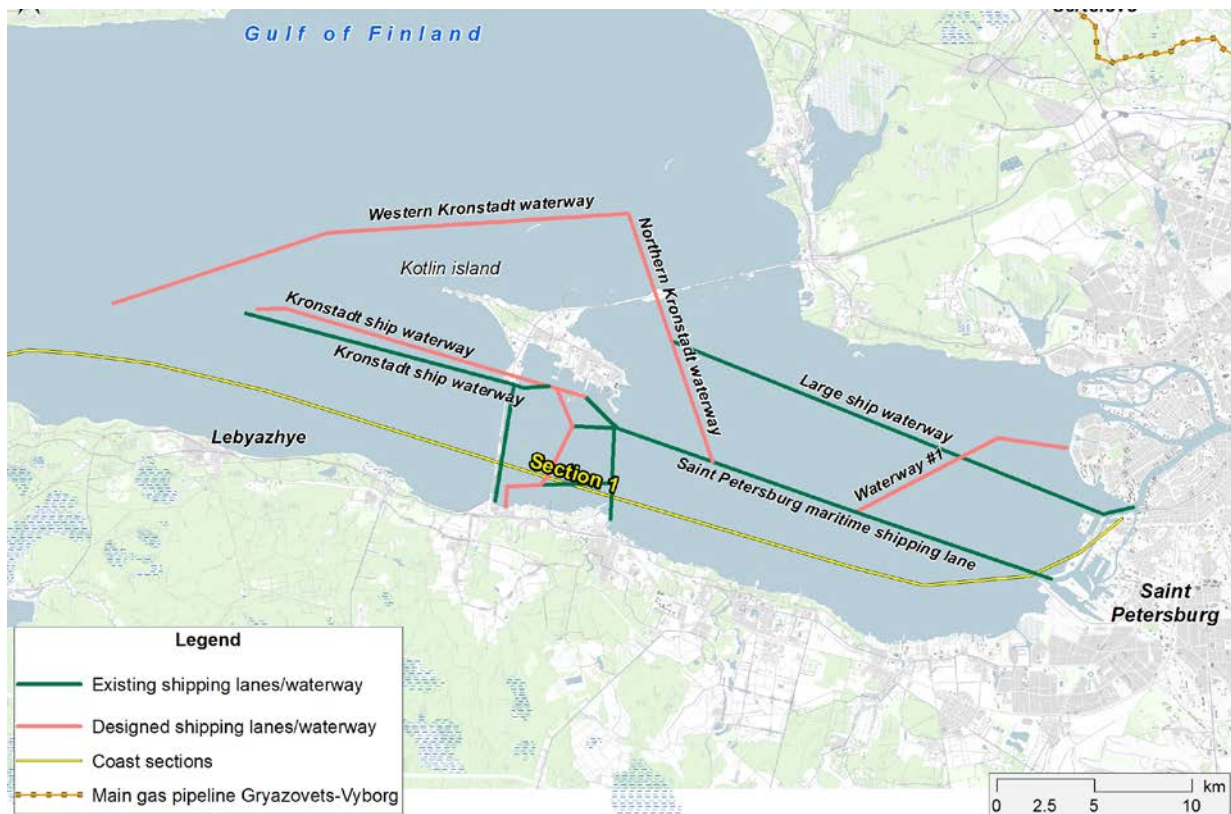 Gulf of Finland
Western Kronstadt waterway
Northern Kronstadt waterway
Kotlin island
Kronstadt ship waterway
Kronstadt ship waterway
Large ship waterway
Lebyazhye
Section 1
Waterway #1
Saint Petersburg maritime shipping lane
Saint
Petersburg
Legend
Existing shipping lanes/waterway
Designed shipping lanes/waterway
Coast sections
Main gas pipeline Gryazovets-Vyborg
km
0 2.5 5 10